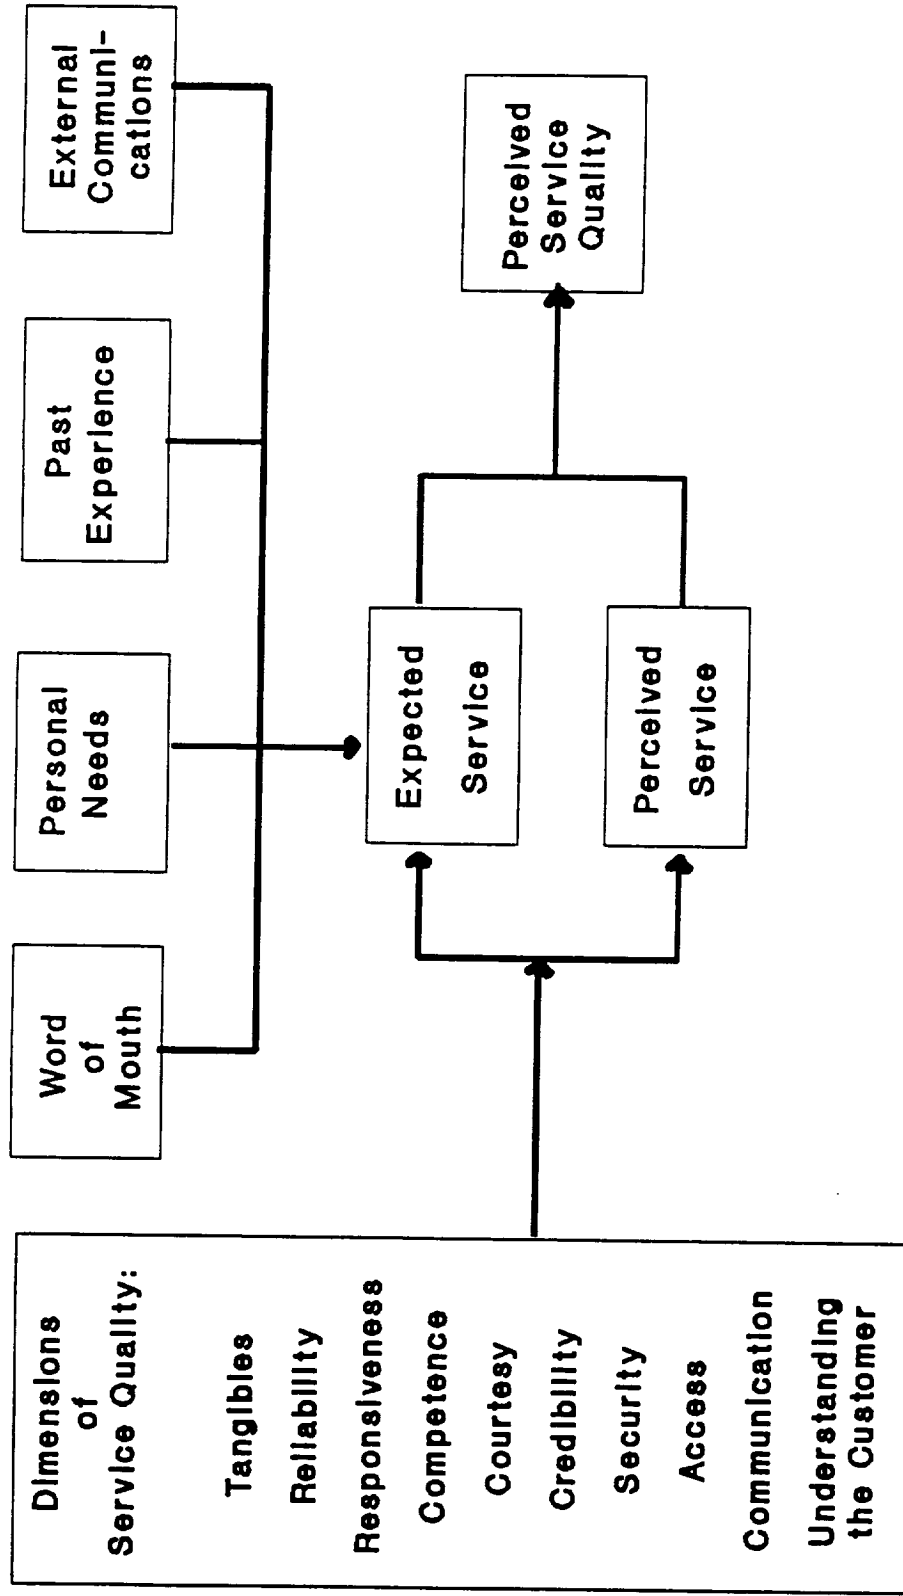 Dimensions
of
Service Quality:
Tangibles
Reliability
Responsiveness
Competence
Courtesy
Credibility
Security
Access
Communication
Understanding
the Customer
Word
of
Mouth
Personal
Needs
Past
Experience
External
Communi-
cations
Expected
Service
Perceived
Service
Perceived
Service
Quality